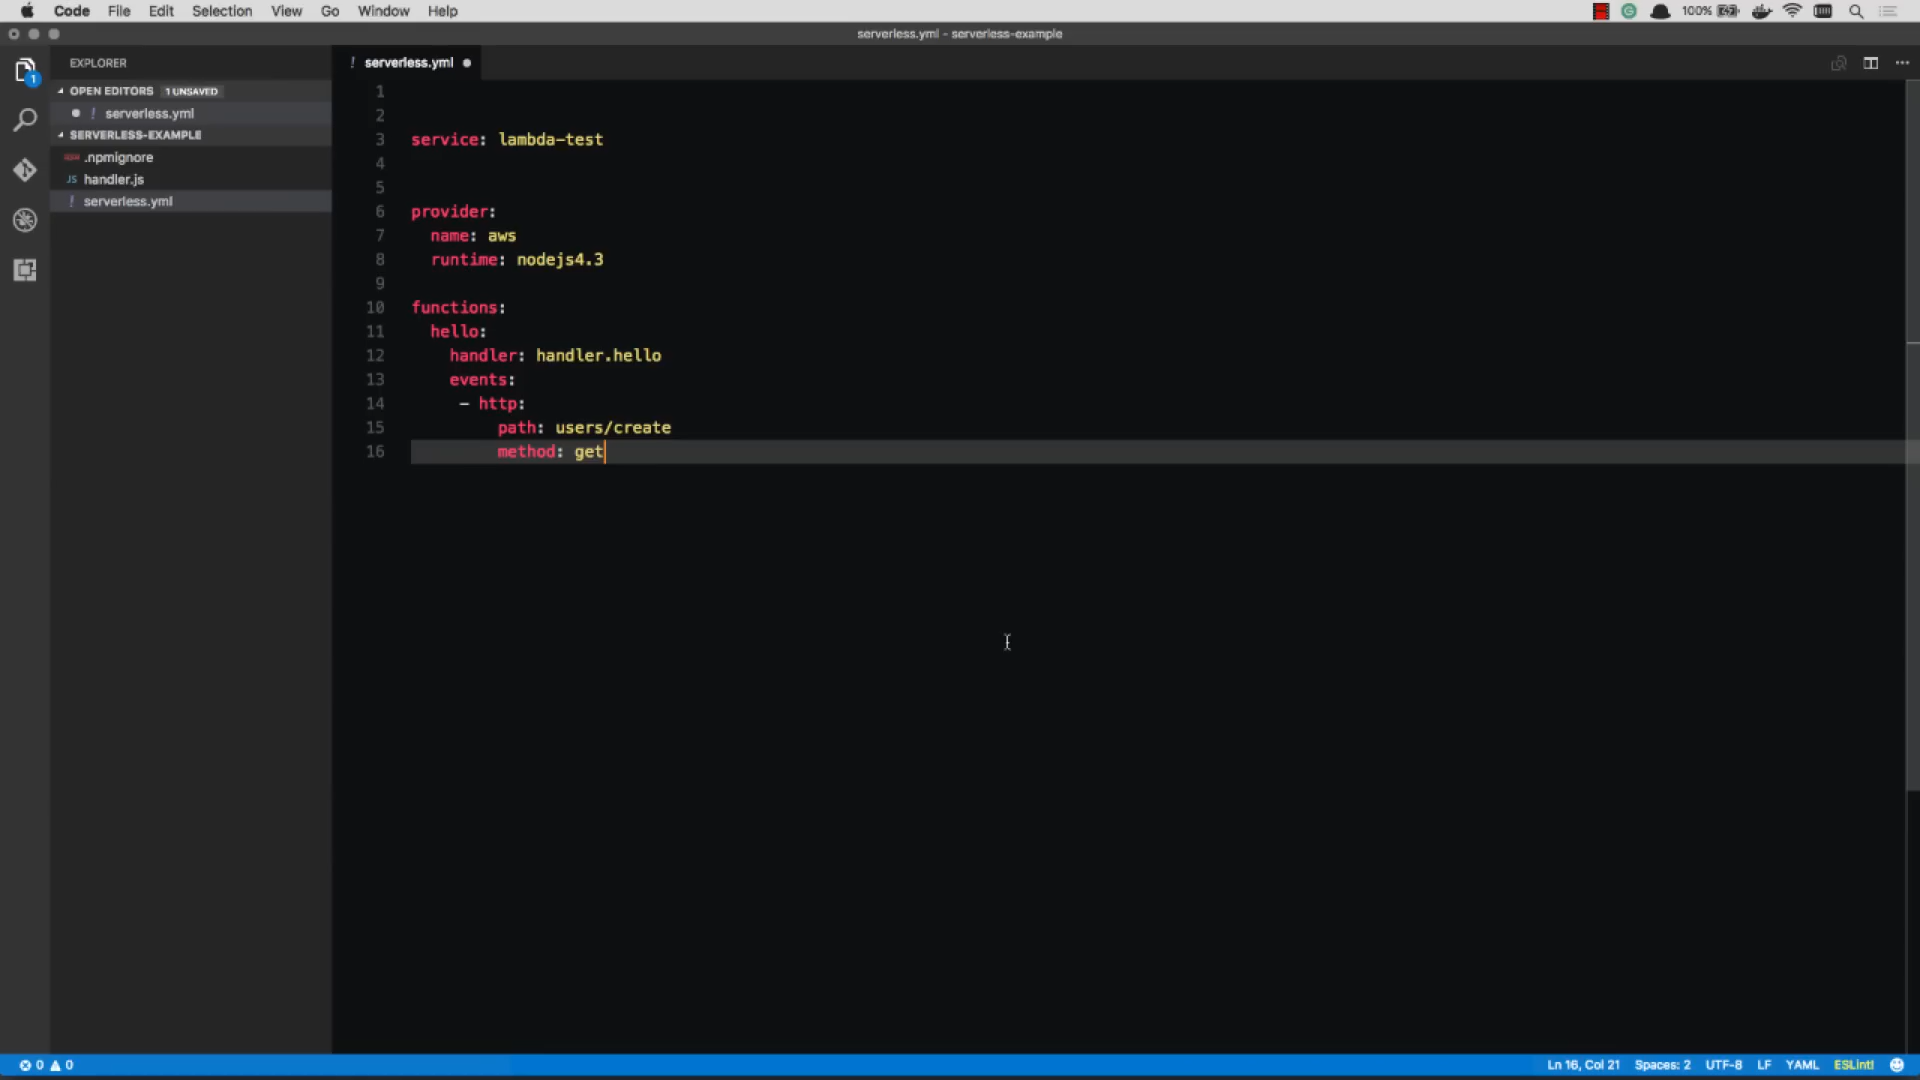 Code File Edit Selection View Go Window Help 100%
serverless.yml - serverless-example
EXPLORER
OPEN EDITORS 1 UNSAVED
! serverless.yml
SERVERLESS-EXAMPLE
.npmignore
JS handler.js
! serverless.yml
1
! serverless.yml
1
2
3 service: lambda-test
4
5
6 provider:
7 name: aws
8 runtime: nodejs4.3
9
10 functions:
11 hello:
12 handler: handler.hello
13 events:
14 - http:
15 path: users/create
16 method: get
0 0 Ln 16, Col 21 Spaces: 2 UTF-8 LF YAML ESLint!